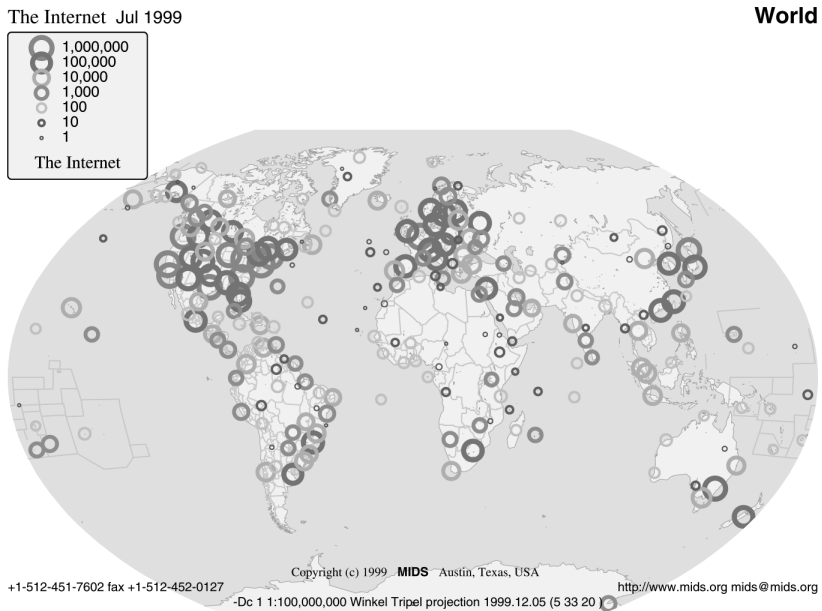 The Internet Jul 1999
World
1,000,000
100,000
10,000
1,000
100
10
1
The Internet
Copyright (c) 1999 MIDS Austin, Texas, USA
+1-512-451-7602 fax +1-512-452-0127
http://www.mids.org mids@mids.org
-Dc 1 1:100,000,000 Winkel Tripel projection 1999.12.05 (5 33 20 )